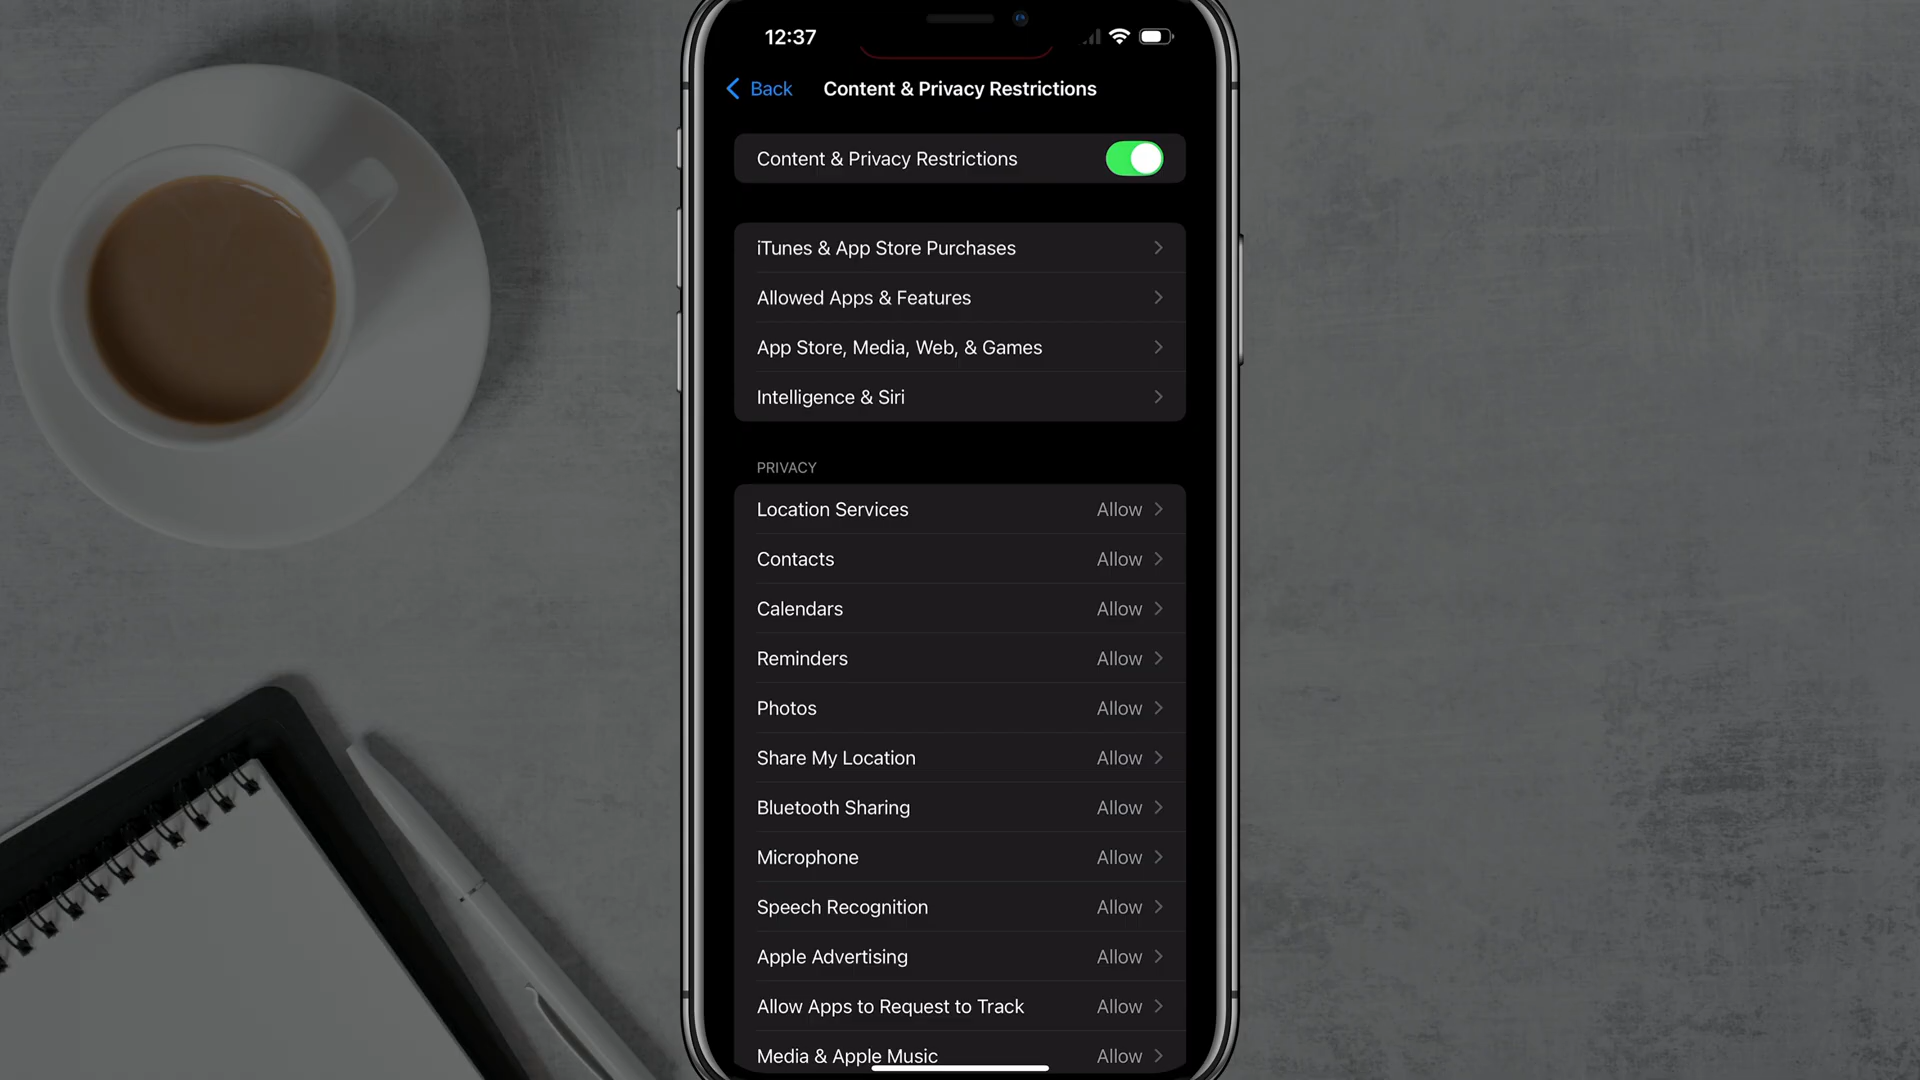 12:37
Back
Content & Privacy Restrictions
Content & Privacy Restrictions
iTunes & App Store Purchases
Allowed Apps & Features
App Store, Media, Web, & Games
Intelligence & Siri
PRIVACY
Location Services Allow
Contacts Allow
Calendars Allow
Reminders Allow
Photos Allow
Share My Location Allow
Bluetooth Sharing Allow
Microphone Allow
Speech Recognition Allow
Apple Advertising Allow
Allow Apps to Request to Track Allow
Media & Apple Music Allow